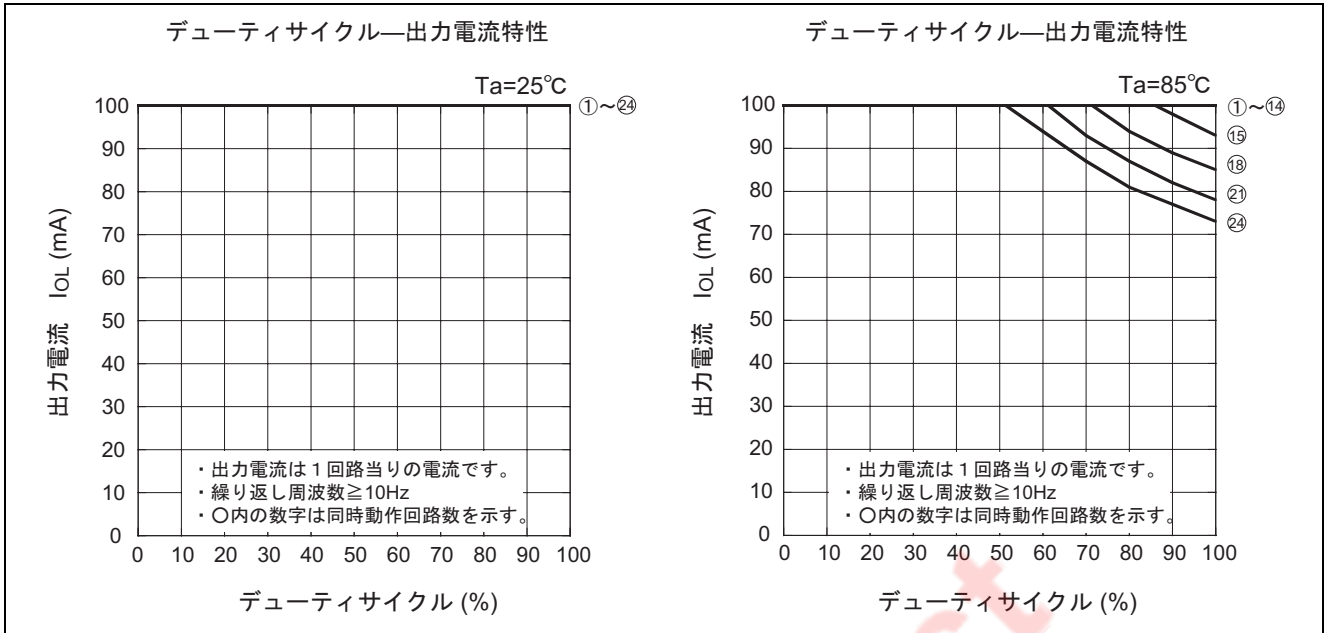 デューティサイクル―出力電流特性
Ta=25℃
①～㉔
100
90
80
70
60
50
40
30
20
10
0
出力電流 IOL (mA)
・出力電流は１回路当りの電流です。
・繰り返し周波数≧10Hz
・〇内の数字は同時動作回路数を示す。
0 10 20 30 40 50 60 70 80 90 100
デューティサイクル (%)
デューティサイクル―出力電流特性
Ta=85℃
①～⑭
⑮
⑱
㉑
㉔
100
90
80
70
60
50
40
30
20
10
0
出力電流 IOL (mA)
・出力電流は１回路当りの電流です。
・繰り返し周波数≧10Hz
・〇内の数字は同時動作回路数を示す。
0 10 20 30 40 50 60 70 80 90 100
デューティサイクル (%)